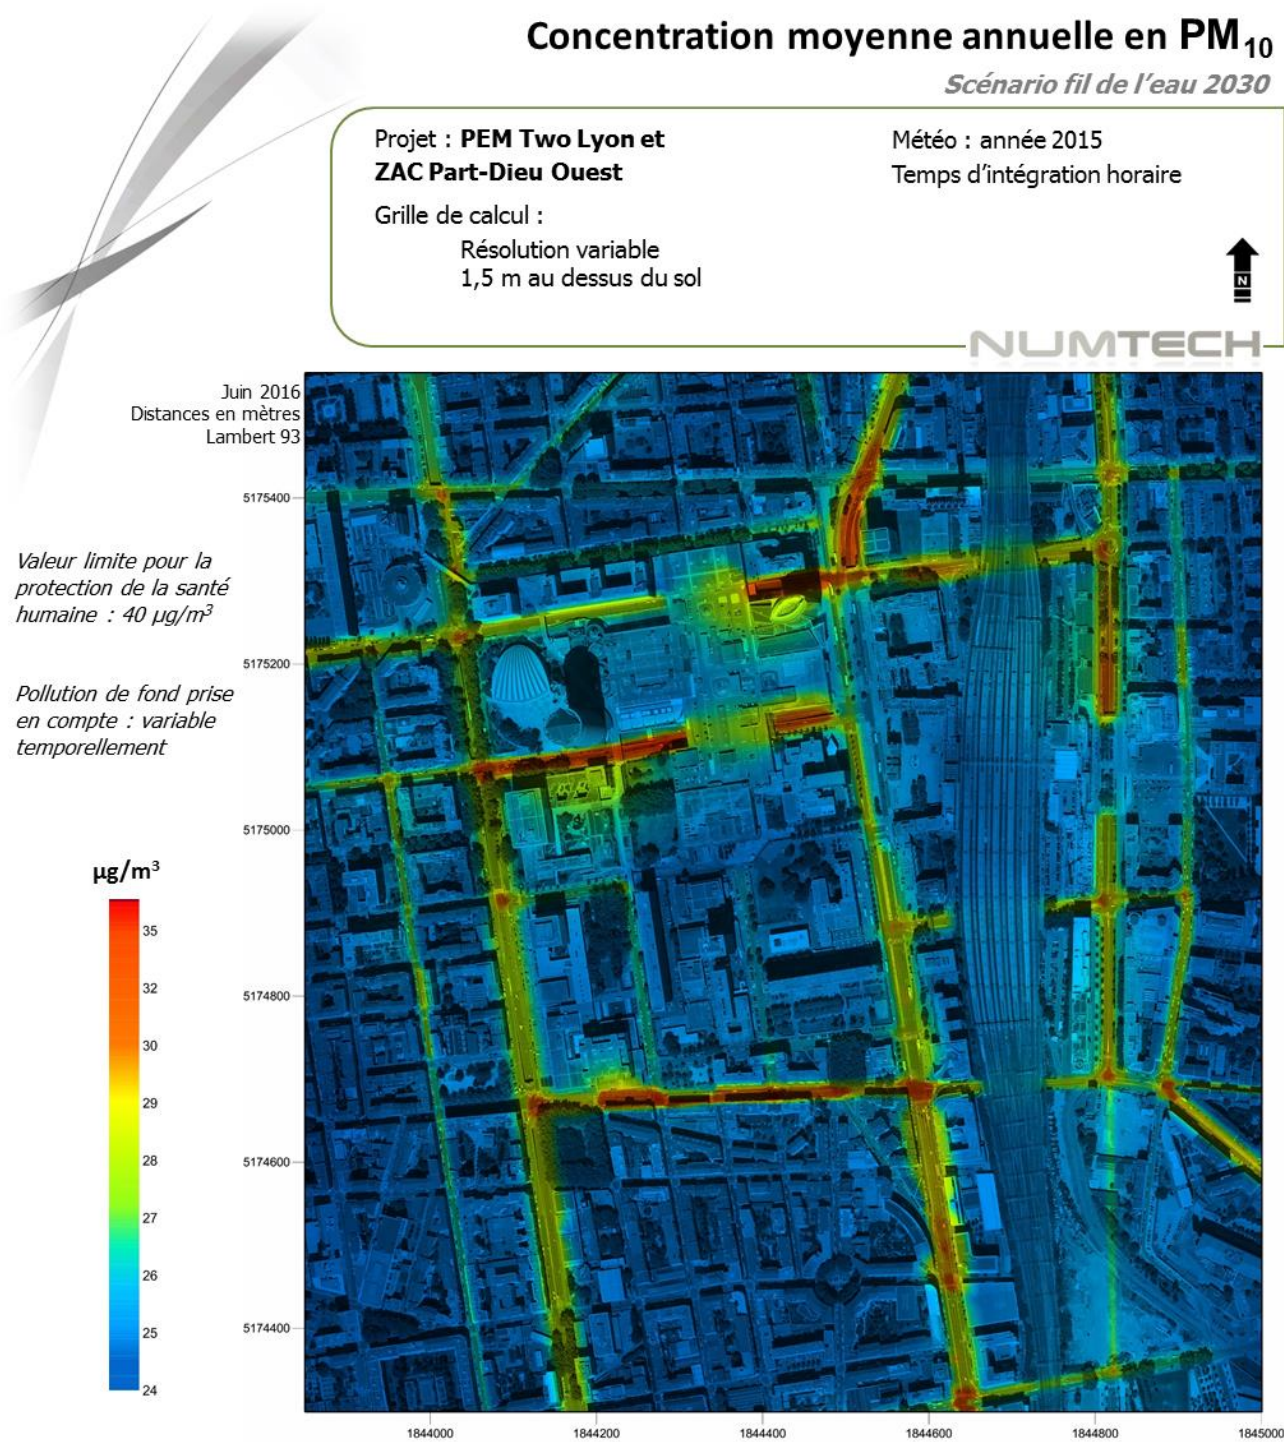 Concentration moyenne annuelle en PM10
Scénario fil de l'eau 2030
Projet : PEM Two Lyon et
ZAC Part-Dieu Ouest
Grille de calcul :
Résolution variable
1,5 m au dessus du sol
Météo : année 2015
Temps d'intégration horaire
N
NUMTECH
Juin 2016
Distances en mètres
Lambert 93
Valeur limite pour la
protection de la santé
humaine : 40 µg/m³
Pollution de fond prise
en compte : variable
temporellement
µg/m³
35
32
30
29
28
27
26
25
24
5175400
5175200
5175000
5174800
5174600
5174400
1844000
1844200
1844400
1844600
1844800
1845000